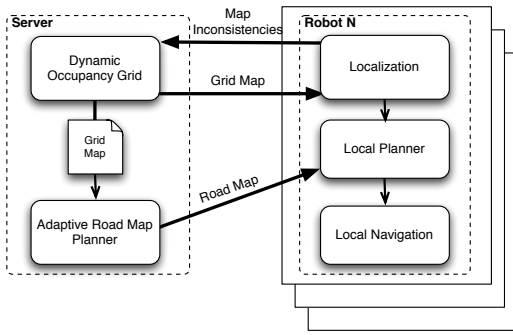 Server
Map
Inconsistencies
Robot N
Dynamic
Occupancy Grid
Localization
Grid Map
Grid
Map
Local Planner
Road Map
Adaptive Road Map
Planner
Local Navigation